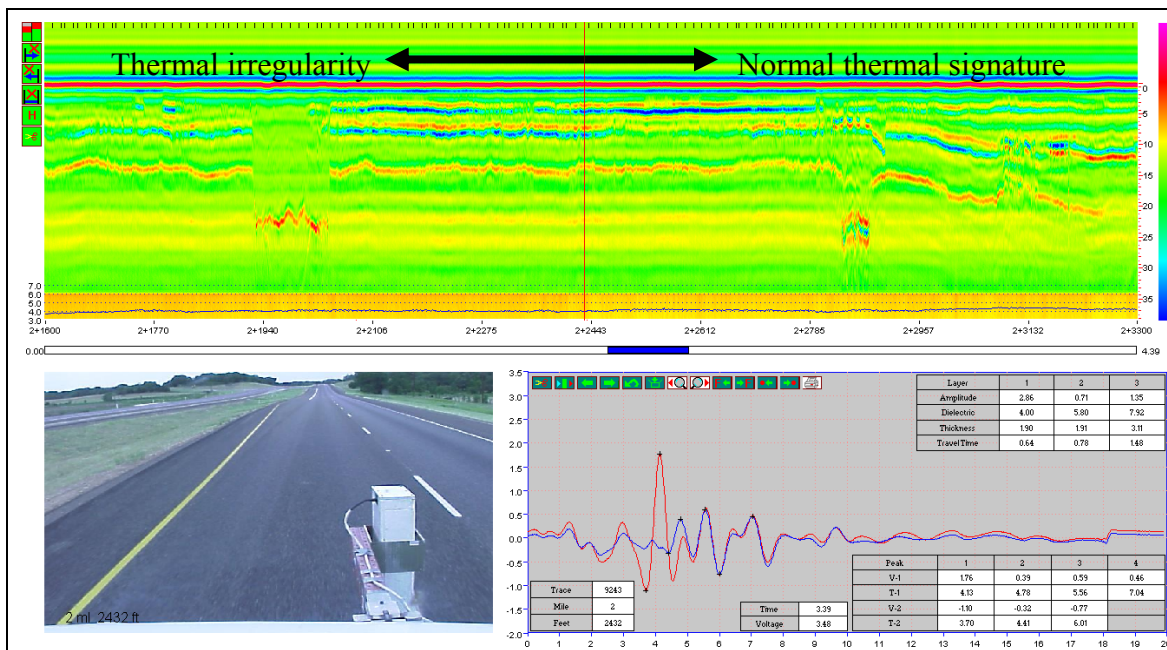 Thermal irregularity
Normal thermal signature
H
0
5
10
15
20
25
30
35
7.0
6.0
5.0
4.0
3.0
2+1600 2+1770 2+1940 2+2106 2+2275 2+2443 2+2612 2+2785 2+2957 2+3132 2+3300
0.00 4.39
2 ml 2432 ft
3.5
3.0
2.5
2.0
1.5
1.0
0.5
0.0
-0.5
-1.0
-1.5
-2.0
0 1 2 3 4 5 6 7 8 9 10 11 12 13 14 15 16 17 18 19 20
Layer 1 2 3
Amplitude 2.86 0.71 1.35
Dielectric 4.00 5.80 7.92
Thickness 1.90 1.91 3.11
Travel Time 0.64 0.78 1.48
Trace 9243
Mile 2
Feet 2432
Time 3.39
Voltage 3.48
Peak 1 2 3 4
V-1 1.76 0.39 0.59 0.46
T-1 4.13 4.78 5.56 7.04
V-2 -1.10 -0.32 -0.77
T-2 3.70 4.41 6.01